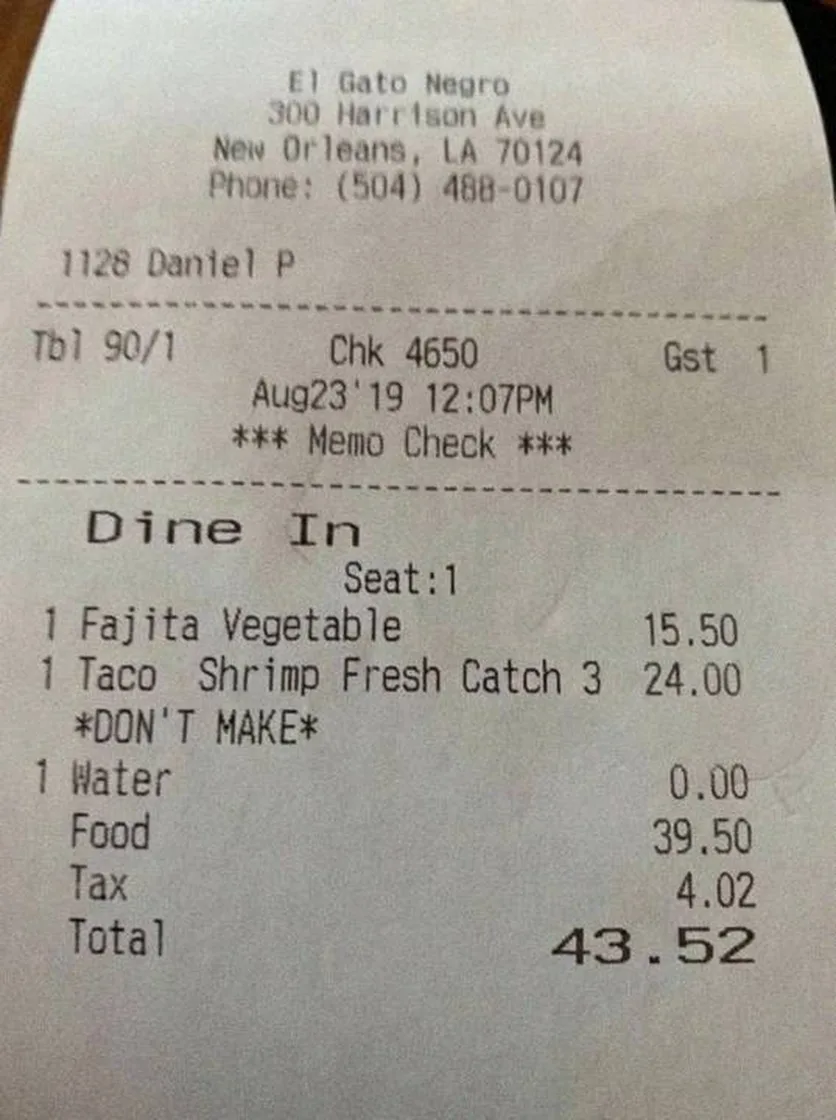 El Gato Negro
300 Harrison Ave
New Orleans, LA 70124
Phone: (504) 488-0107
1128 Daniel P
Tbl 90/1 Chk 4650 Gst 1
Aug23'19 12:07PM
*** Memo Check ***
Dine In
Seat:1
1 Fajita Vegetable 15.50
1 Taco Shrimp Fresh Catch 3 24.00
*DON'T MAKE*
1 Water 0.00
Food 39.50
Tax 4.02
Total 43.52